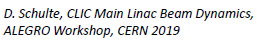 D. Schulte, CLIC Main Linac Beam Dynamics,
ALEGRO Workshop, CERN 2019